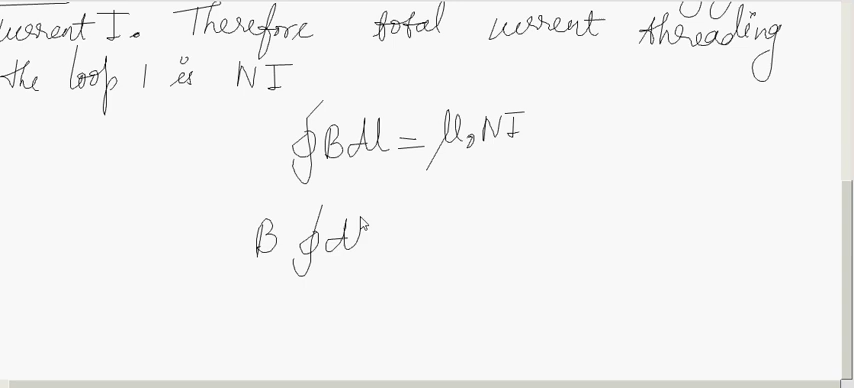 current I. Therefore total current threading
the loop 1 is NI
∮Bdl = μ₀NI
B ∮dl